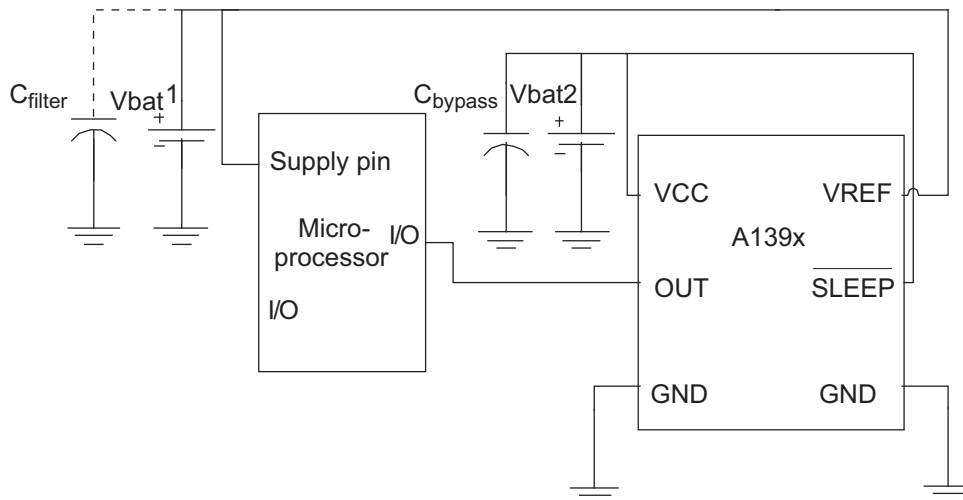 Cfilter
Vbat1
+
−
Cbypass
Vbat2
+
−
Supply pin
Micro-
processor
I/O
I/O
VCC
VREF
A139x
OUT
SLEEP
GND
GND